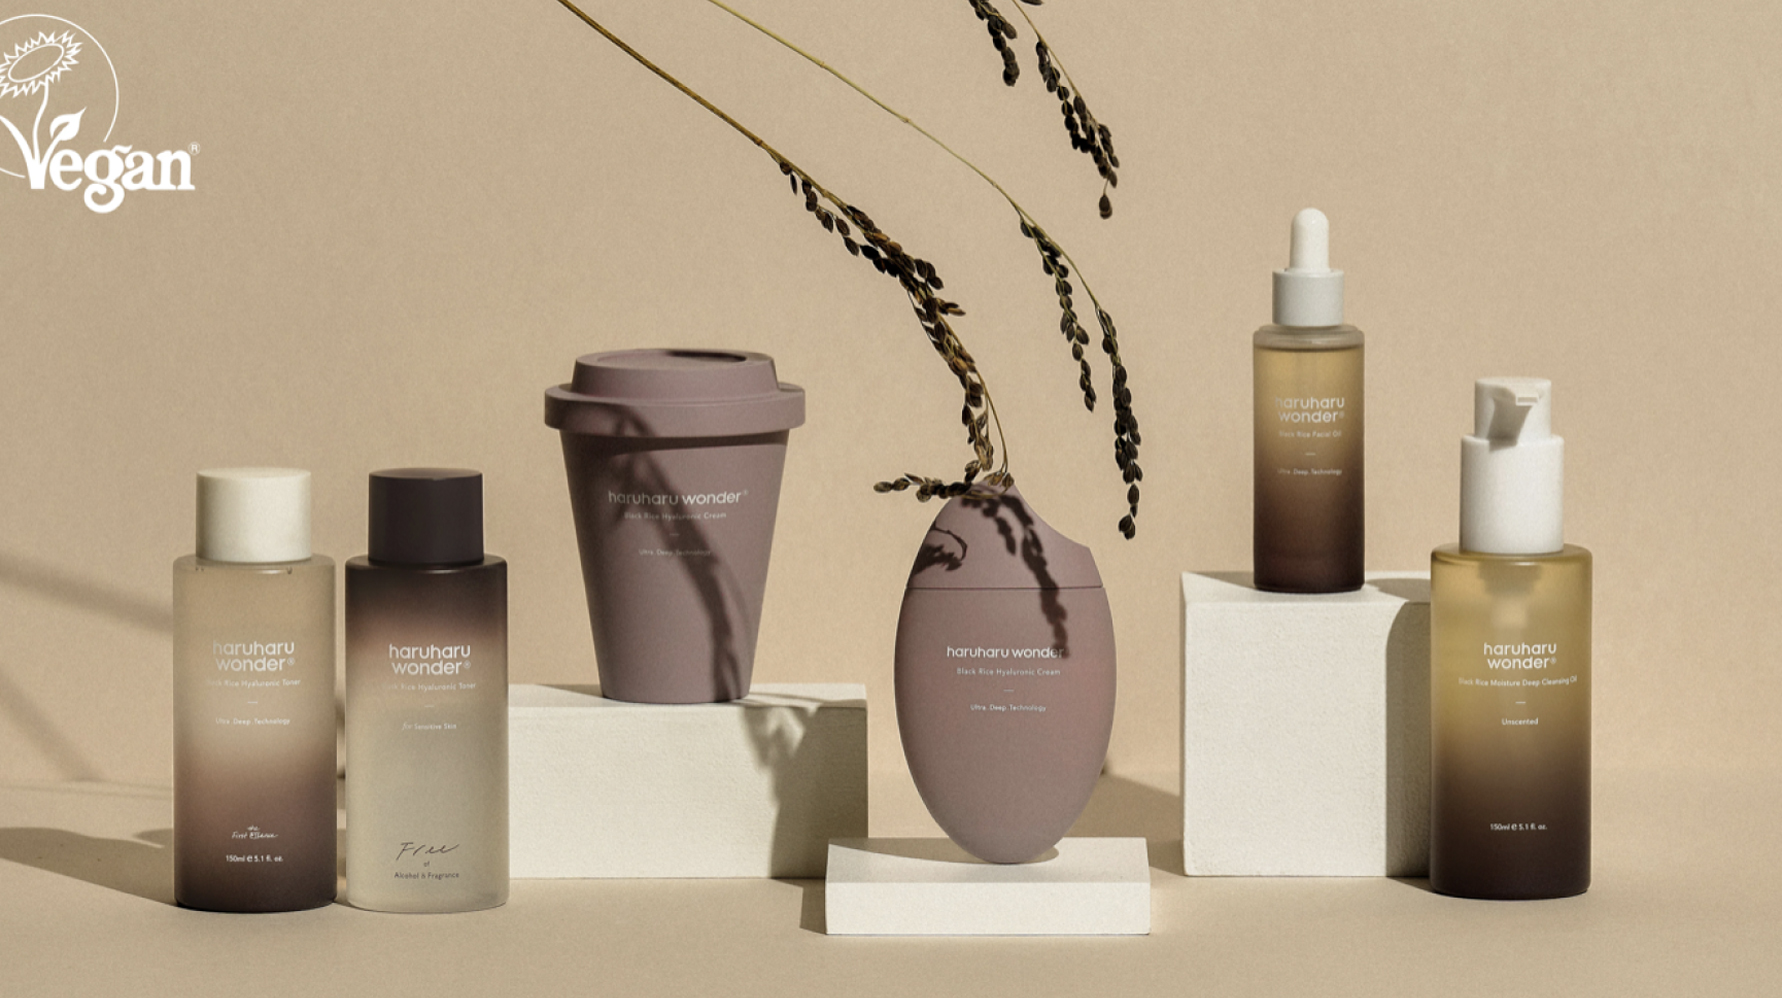 Vegan®
haruharu
wonder®
Black Rice Hyaluronic Toner
Ultra. Deep. Technology
the
First Essence
150ml ℮ 5.1 fl. oz.
haruharu
wonder®
Black Rice Hyaluronic Toner
for Sensitive Skin
Free
of
Alcohol & Fragrance
haruharu wonder®
Black Rice Hyaluronic Cream
Ultra. Deep. Technology
haruharu wonder
Black Rice Hyaluronic Cream
Ultra. Deep. Technology
haruharu
wonder®
Black Rice Facial Oil
Ultra. Deep. Technology
haruharu
wonder®
Black Rice Moisture Deep Cleansing Oil
Unscented
150ml ℮ 5.1 fl. oz.